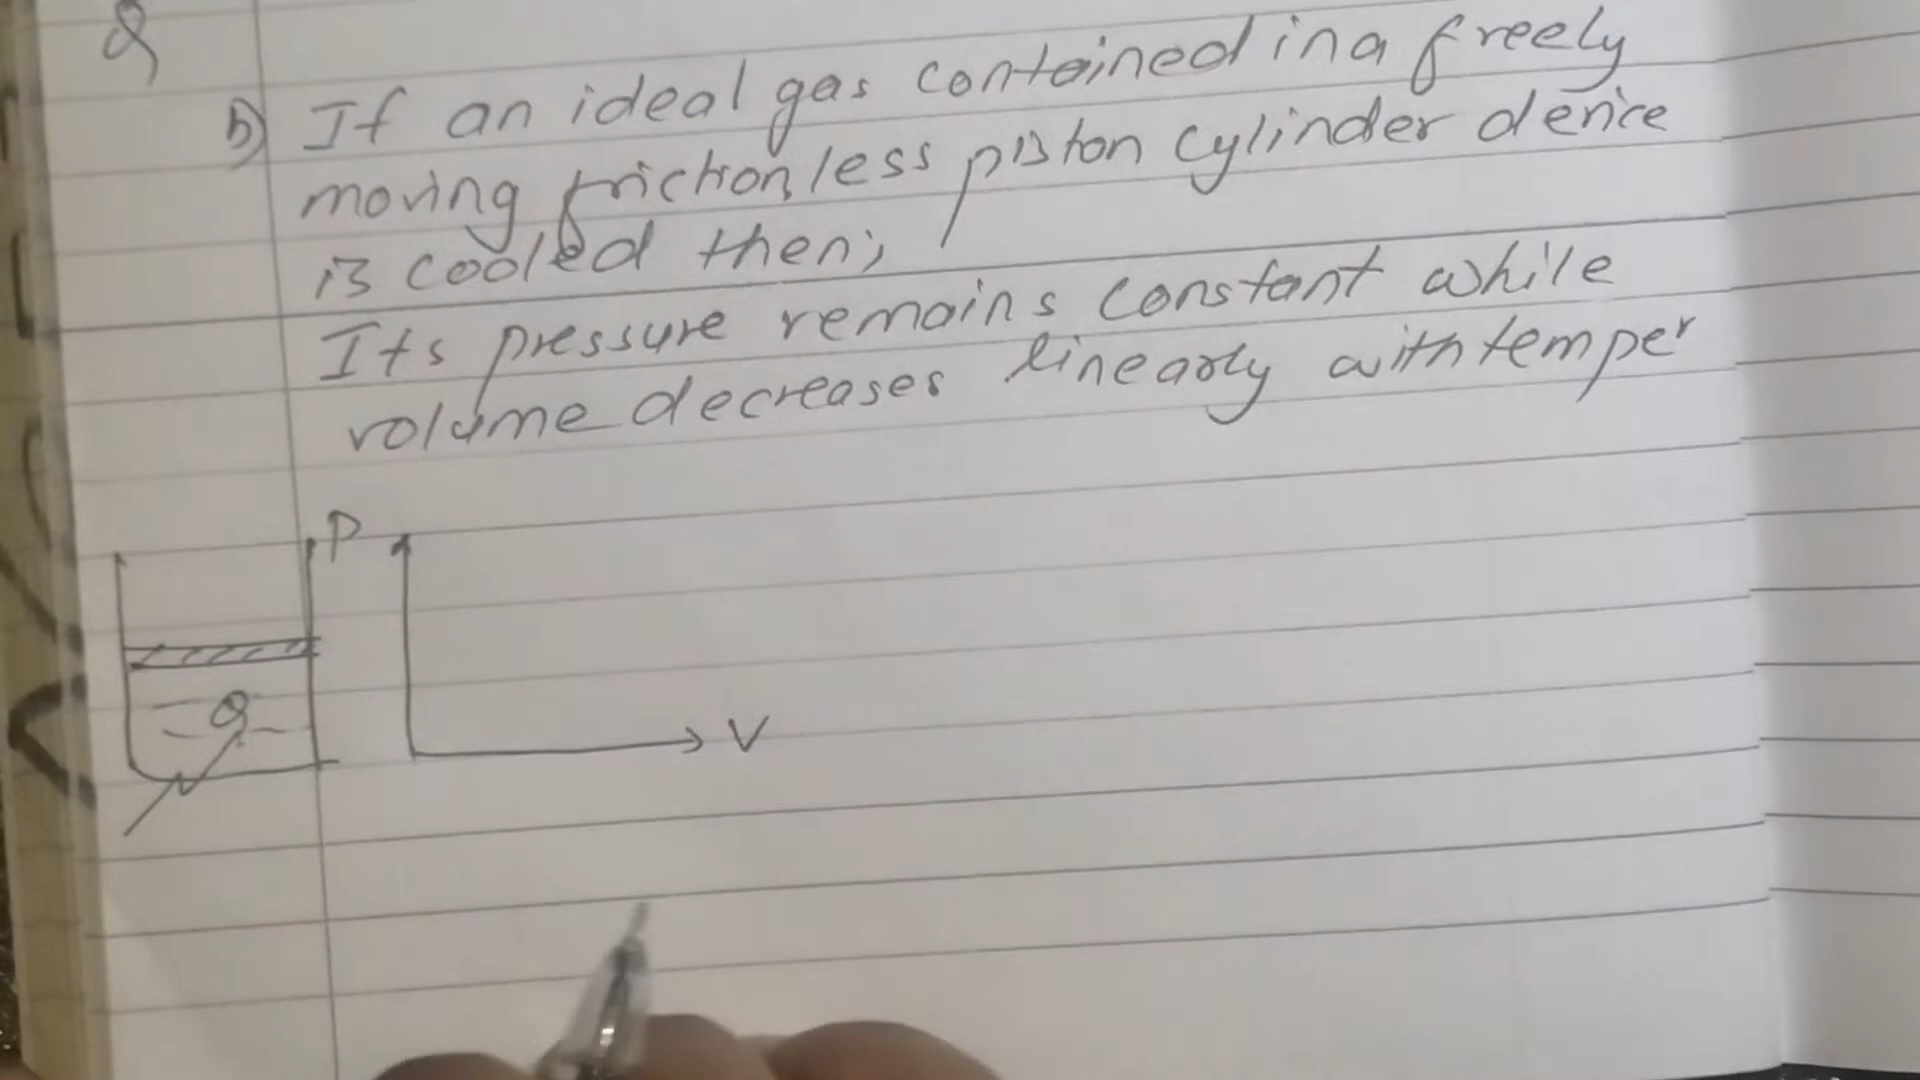 Q
b) If an ideal gas contained in a freely
moving frictionless piston cylinder device
is cooled then;
Its pressure remains constant while
volume decreases linearly with temper
P
Q
V